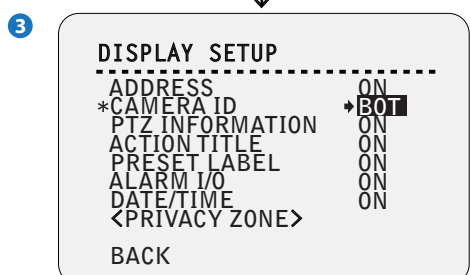 3
DISPLAY SETUP
ADDRESS ON
*CAMERA ID BOT
PTZ INFORMATION ON
ACTION TITLE ON
PRESET LABEL ON
ALARM I/O ON
DATE/TIME ON
<PRIVACY ZONE>
BACK